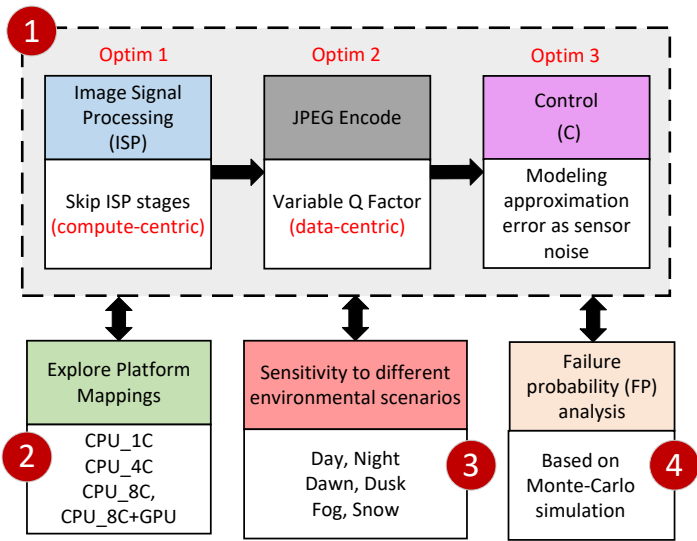 1
Optim 1
Optim 2
Optim 3
Image Signal
Processing
(ISP)
Skip ISP stages
(compute-centric)
JPEG Encode
Variable Q Factor
(data-centric)
Control
(C)
Modeling
approximation
error as sensor
noise
Explore Platform
Mappings
2
CPU_1C
CPU_4C
CPU_8C,
CPU_8C+GPU
Sensitivity to different
environmental scenarios
Day, Night
Dawn, Dusk
Fog, Snow
3
Failure
probability (FP)
analysis
Based on
Monte-Carlo
simulation
4